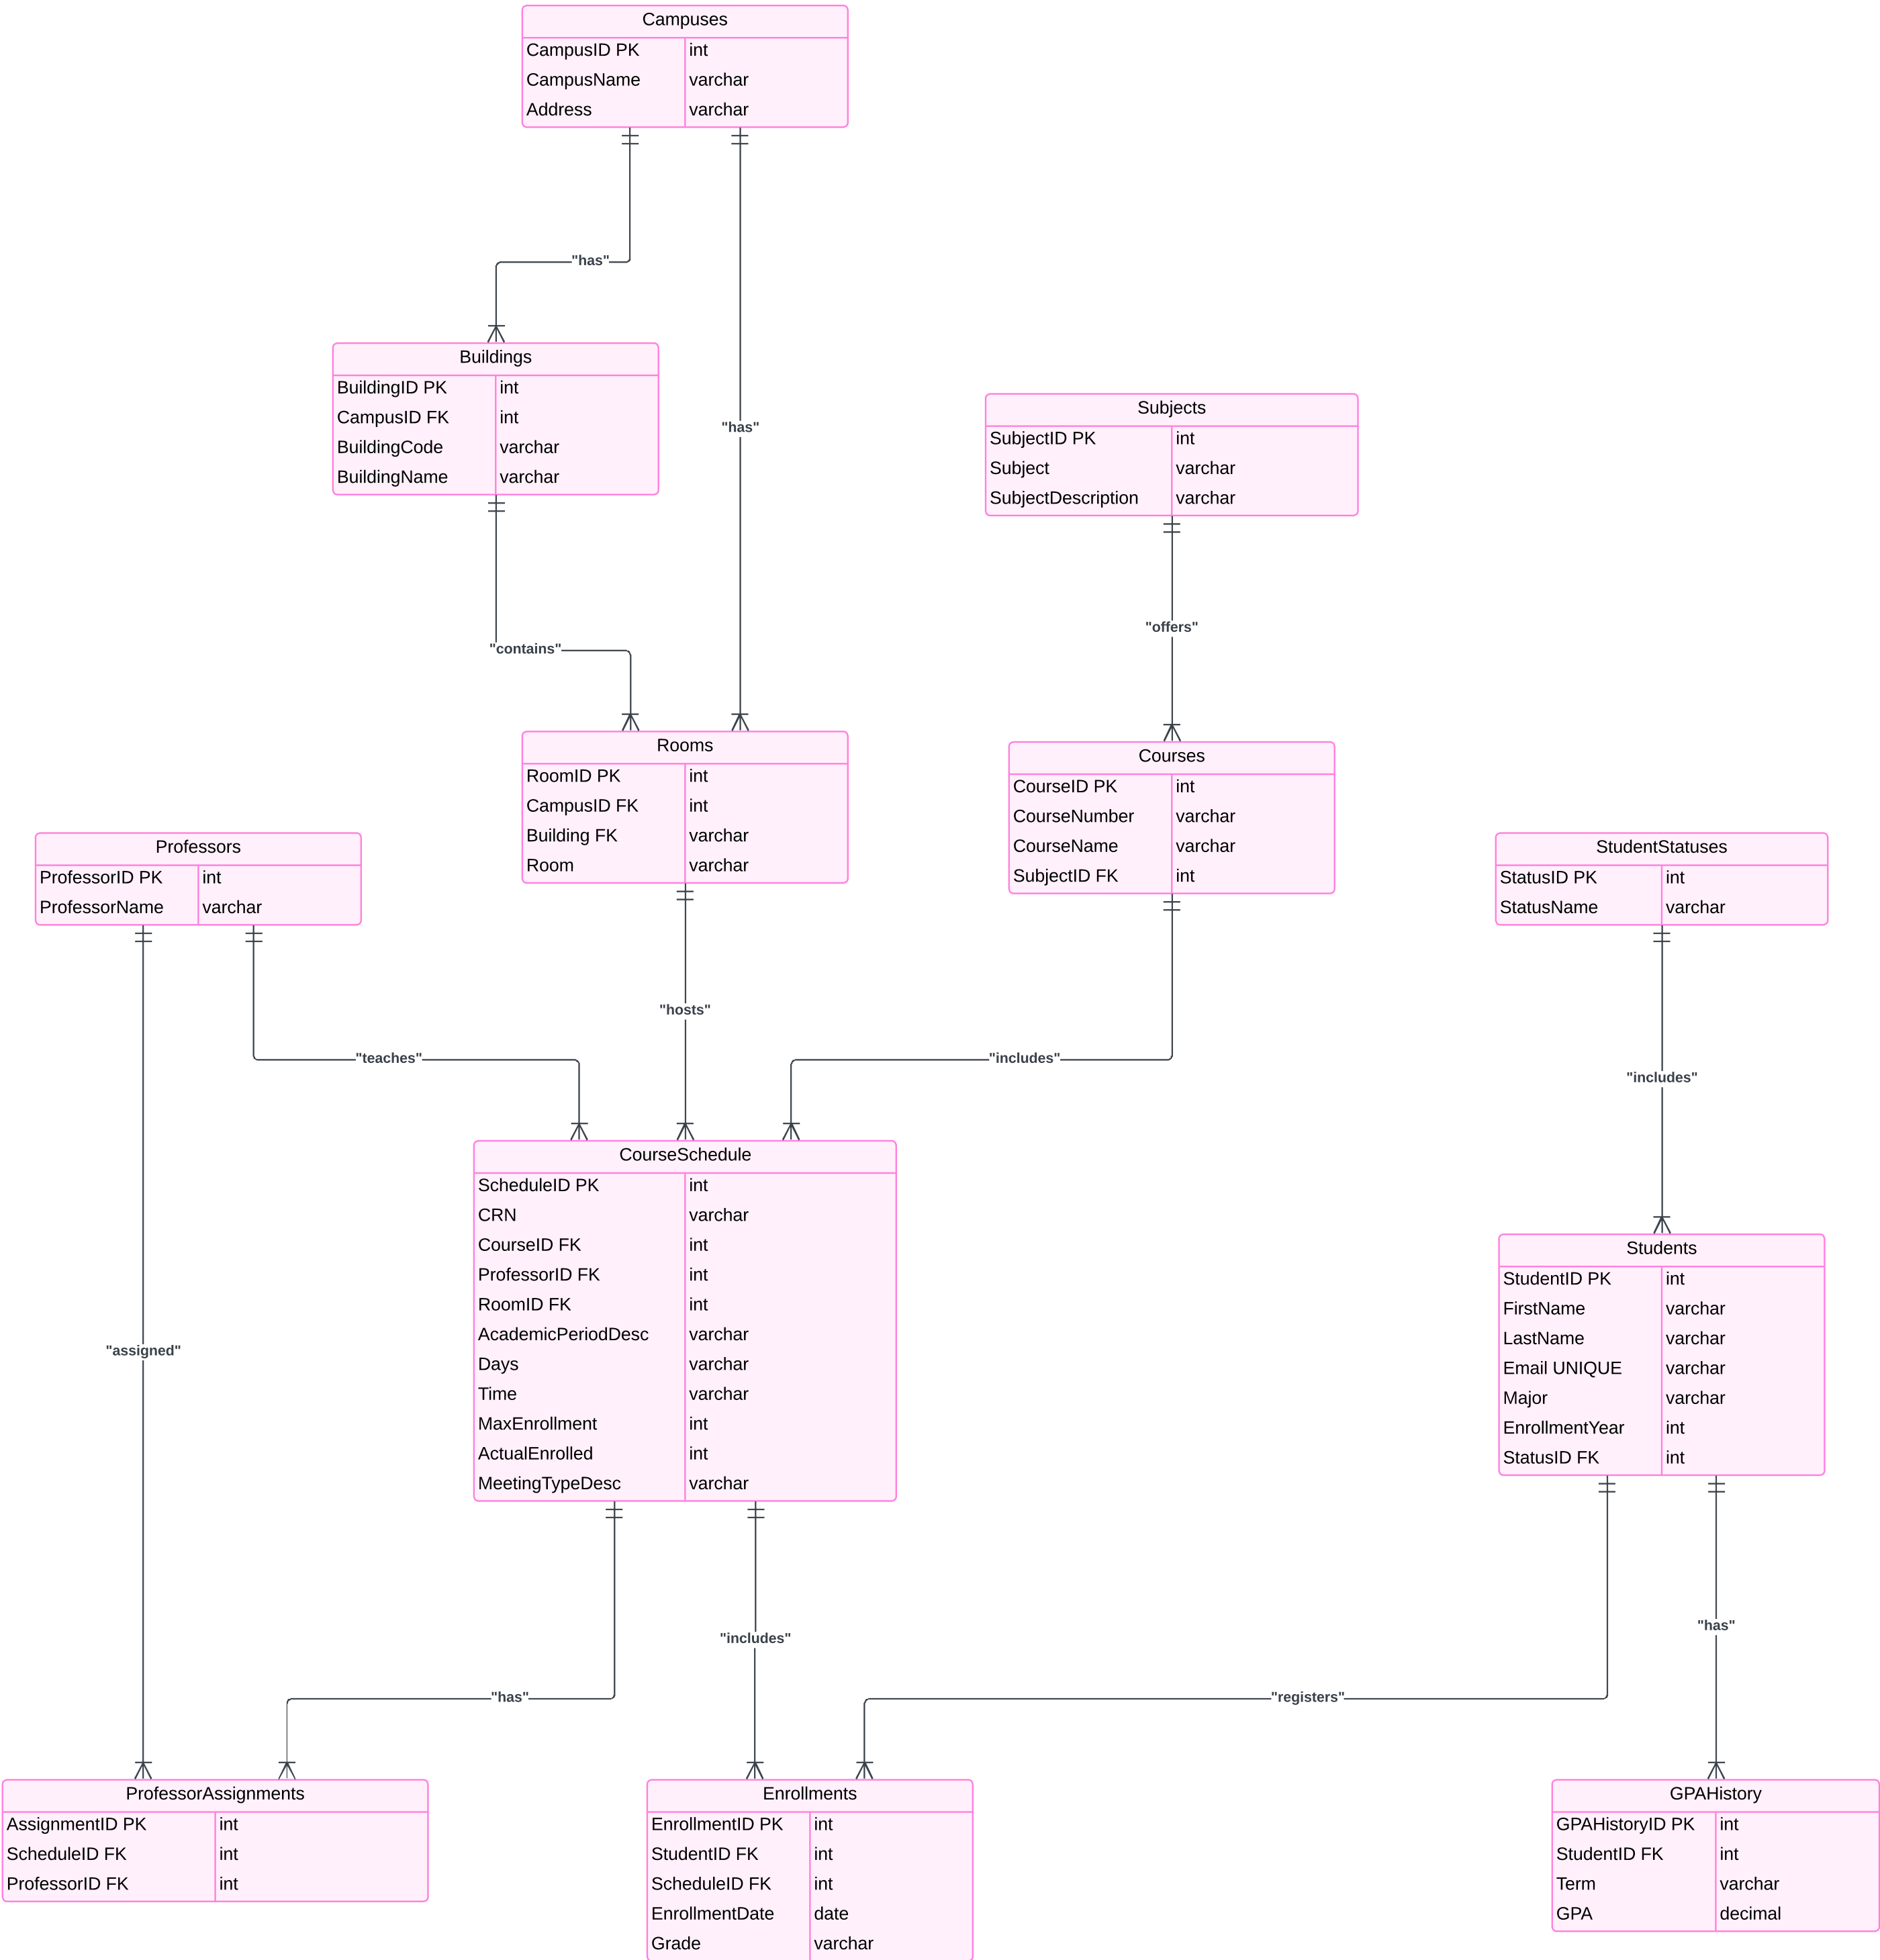 Campuses
CampusID PK int
CampusName varchar
Address varchar
"has"
"has"
Buildings
BuildingID PK int
CampusID FK int
BuildingCode varchar
BuildingName varchar
Subjects
SubjectID PK int
Subject varchar
SubjectDescription varchar
"contains"
"offers"
Rooms
RoomID PK int
CampusID FK int
Building FK varchar
Room varchar
Courses
CourseID PK int
CourseNumber varchar
CourseName varchar
SubjectID FK int
Professors
ProfessorID PK int
ProfessorName varchar
StudentStatuses
StatusID PK int
StatusName varchar
"teaches"
"hosts"
"includes"
"includes"
CourseSchedule
ScheduleID PK int
CRN varchar
CourseID FK int
ProfessorID FK int
RoomID FK int
AcademicPeriodDesc varchar
Days varchar
Time varchar
MaxEnrollment int
ActualEnrolled int
MeetingTypeDesc varchar
"assigned"
Students
StudentID PK int
FirstName varchar
LastName varchar
Email UNIQUE varchar
Major varchar
EnrollmentYear int
StatusID FK int
"has"
"includes"
"registers"
"has"
ProfessorAssignments
AssignmentID PK int
ScheduleID FK int
ProfessorID FK int
Enrollments
EnrollmentID PK int
StudentID FK int
ScheduleID FK int
EnrollmentDate date
Grade varchar
GPAHistory
GPAHistoryID PK int
StudentID FK int
Term varchar
GPA decimal